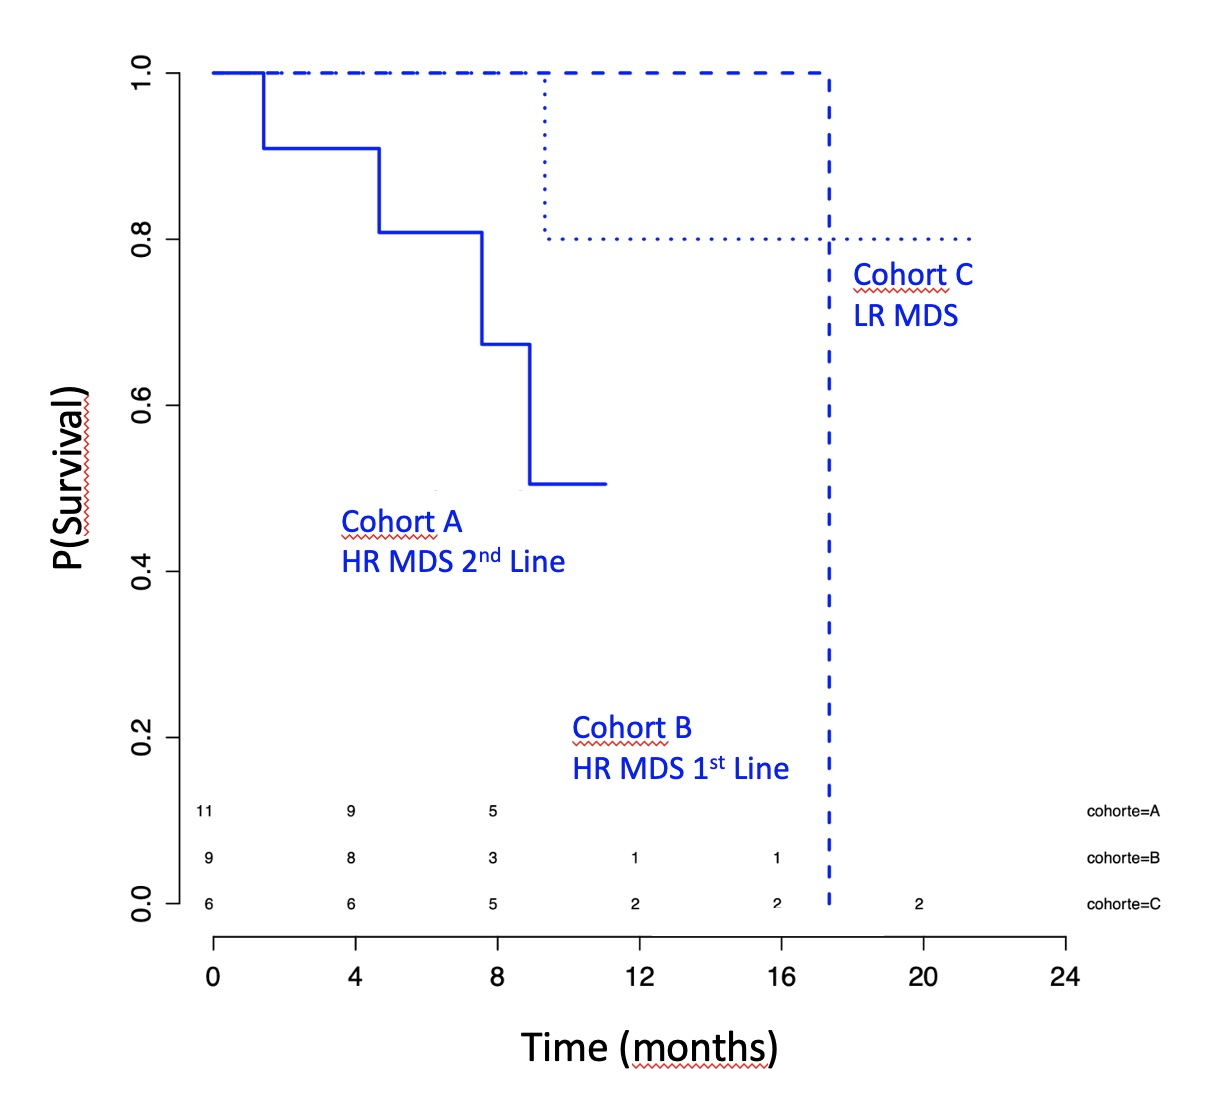 1.0
0.8
0.6
0.4
0.2
0.0
P(Survival)
Cohort C
LR MDS
Cohort A
HR MDS 2nd Line
Cohort B
HR MDS 1st Line
11 9 5 cohorte=A
9 8 3 1 1 cohorte=B
6 6 5 2 2 2 cohorte=C
0 4 8 12 16 20 24
Time (months)